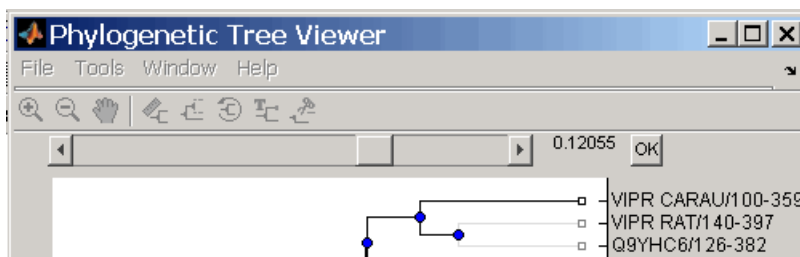 Phylogenetic Tree Viewer
File Tools Window Help
0.12055 OK
VIPR CARAU/100-359
VIPR RAT/140-397
Q9YHC6/126-382